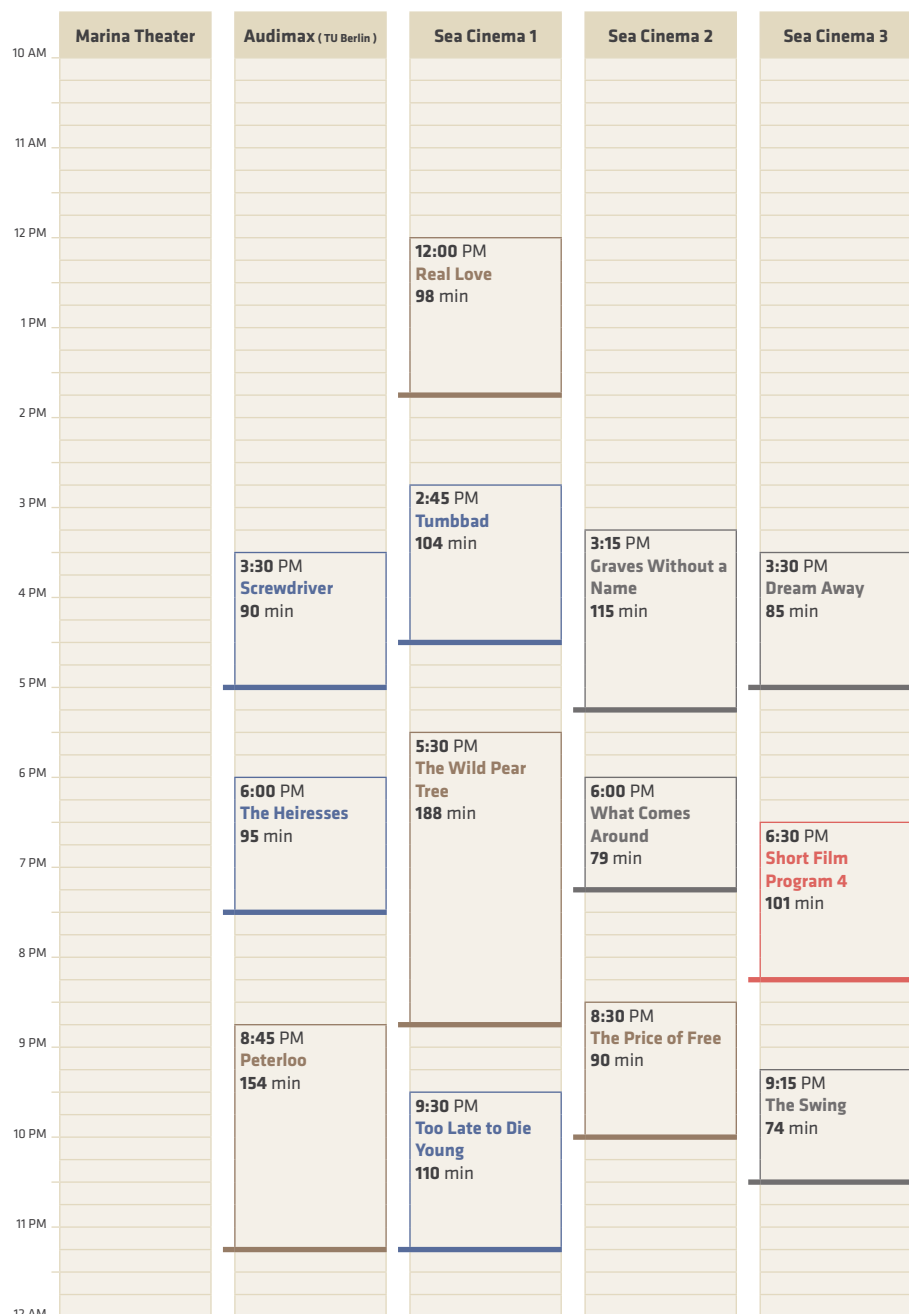 Marina Theater
Audimax ( TU Berlin )
Sea Cinema 1
Sea Cinema 2
Sea Cinema 3
10 AM
11 AM
12 PM
1 PM
2 PM
3 PM
4 PM
5 PM
6 PM
7 PM
8 PM
9 PM
10 PM
11 PM
12 AM
3:30 PM
Screwdriver
90 min
6:00 PM
The Heiresses
95 min
8:45 PM
Peterloo
154 min
12:00 PM
Real Love
98 min
2:45 PM
Tumbbad
104 min
5:30 PM
The Wild Pear
Tree
188 min
9:30 PM
Too Late to Die
Young
110 min
3:15 PM
Graves Without a
Name
115 min
6:00 PM
What Comes
Around
79 min
8:30 PM
The Price of Free
90 min
3:30 PM
Dream Away
85 min
6:30 PM
Short Film
Program 4
101 min
9:15 PM
The Swing
74 min